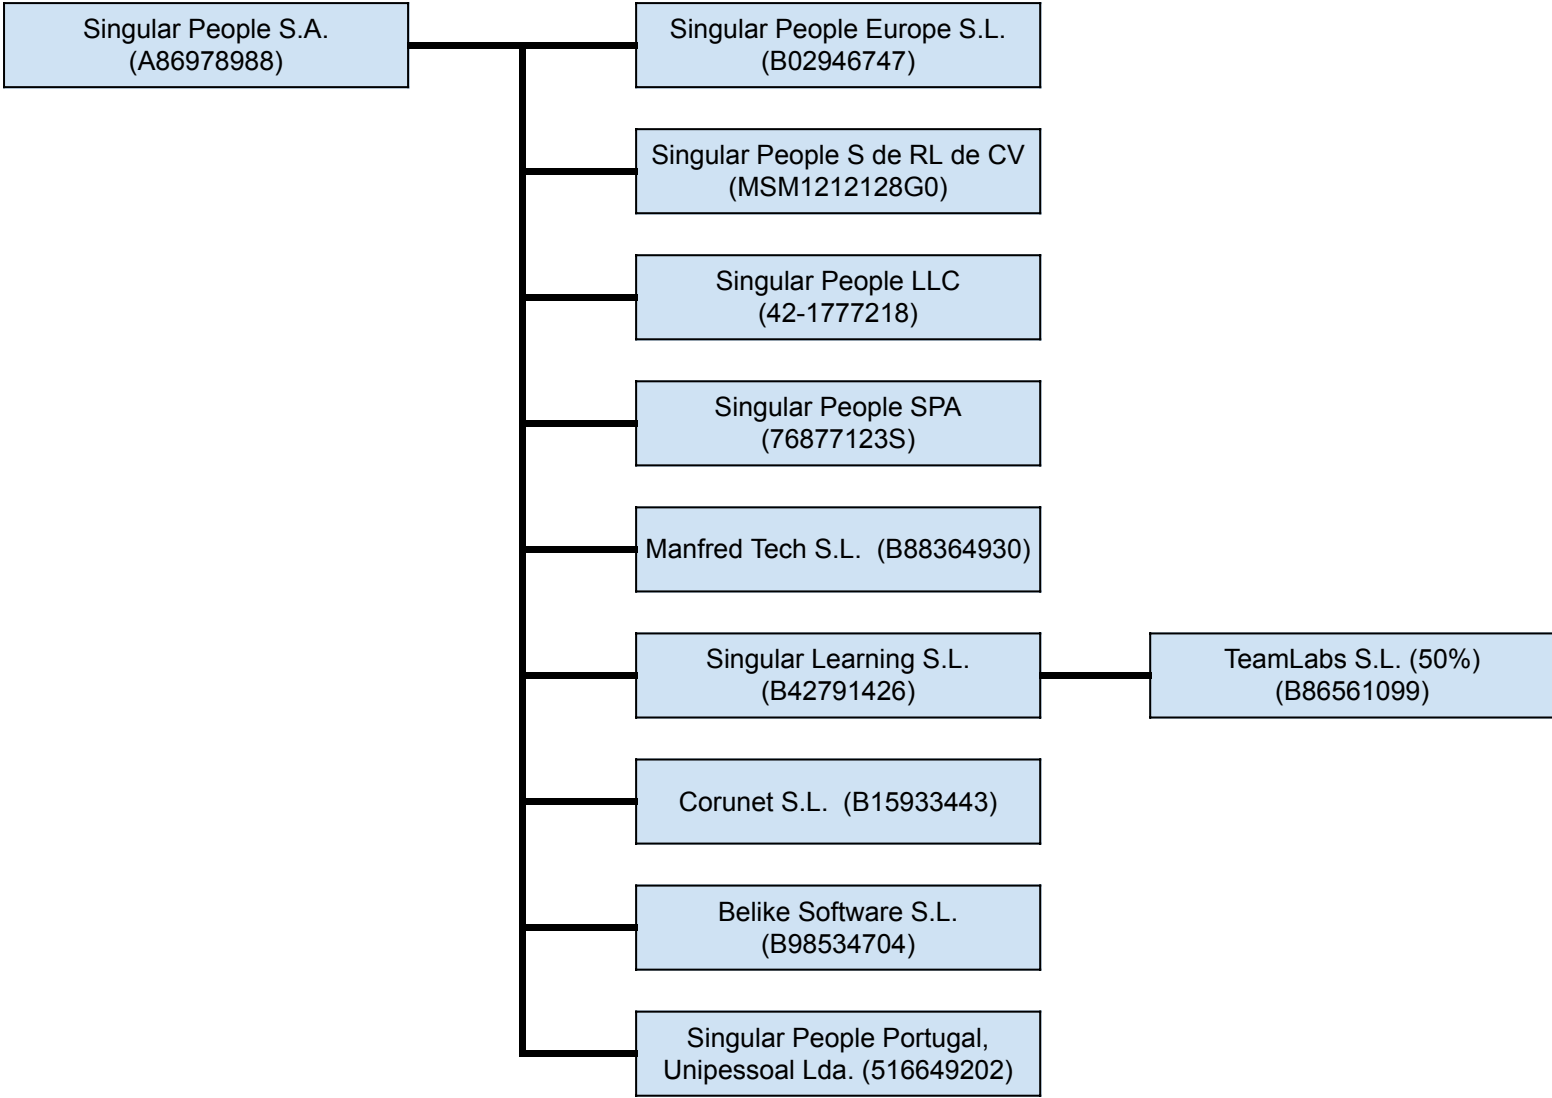 Singular People S.A.
(A86978988)
Singular People Europe S.L.
(B02946747)
Singular People S de RL de CV
(MSM1212128G0)
Singular People LLC
(42-1777218)
Singular People SPA
(76877123S)
Manfred Tech S.L.  (B88364930)
Singular Learning S.L.
(B42791426)
TeamLabs S.L. (50%)
(B86561099)
Corunet S.L.  (B15933443)
Belike Software S.L.
(B98534704)
Singular People Portugal,
Unipessoal Lda. (516649202)